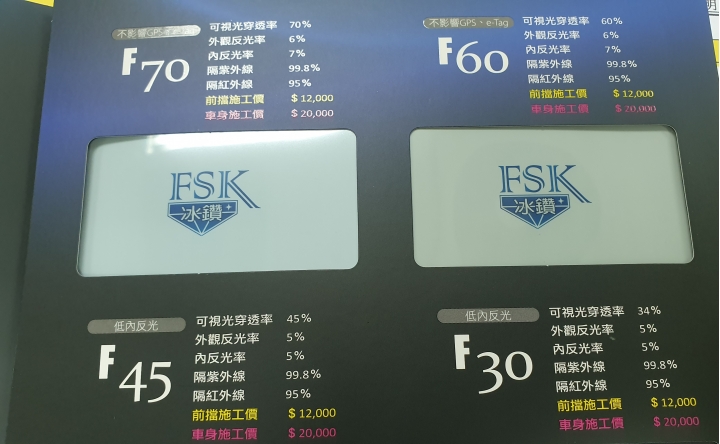 不影響GPS、e-Tag
F70
可視光穿透率 70%
外觀反光率 6%
內反光率 7%
隔紫外線 99.8%
隔紅外線 95%
前擋施工價 $12,000
車身施工價 $20,000
不影響GPS、e-Tag
F60
可視光穿透率 60%
外觀反光率 6%
內反光率 7%
隔紫外線 99.8%
隔紅外線 95%
前擋施工價 $12,000
車身施工價 $20,000
FSK
冰鑽
FSK
冰鑽
低內反光
F45
可視光穿透率 45%
外觀反光率 5%
內反光率 5%
隔紫外線 99.8%
隔紅外線 95%
前擋施工價 $12,000
車身施工價 $20,000
低內反光
F30
可視光穿透率 34%
外觀反光率 5%
內反光率 5%
隔紫外線 99.8%
隔紅外線 95%
前擋施工價 $12,000
車身施工價 $20,000